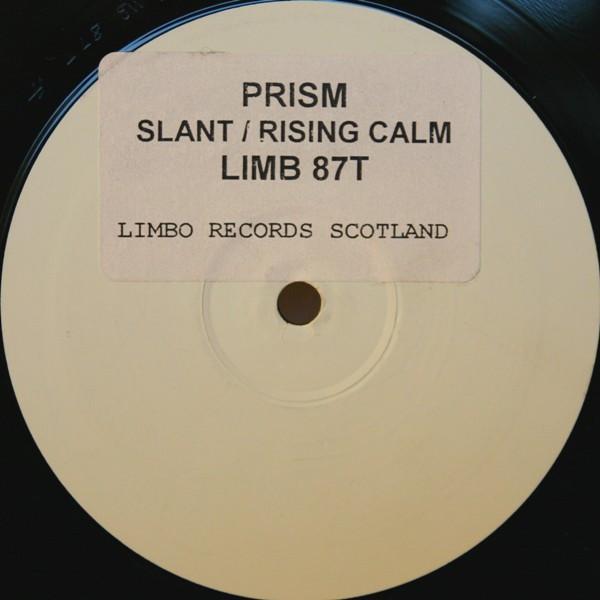 PRISM
SLANT / RISING CALM
LIMB 87T
LIMBO RECORDS SCOTLAND